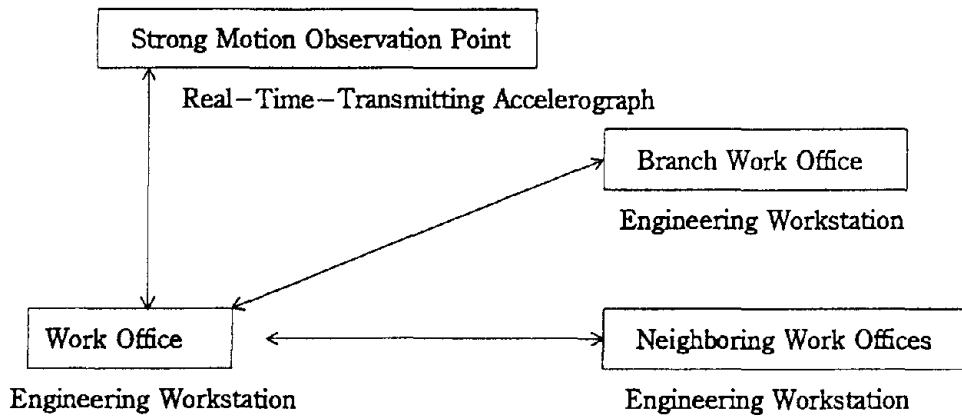 Strong Motion Observation Point
Real-Time-Transmitting Accelerograph
Branch Work Office
Engineering Workstation
Work Office
Engineering Workstation
Neighboring Work Offices
Engineering Workstation